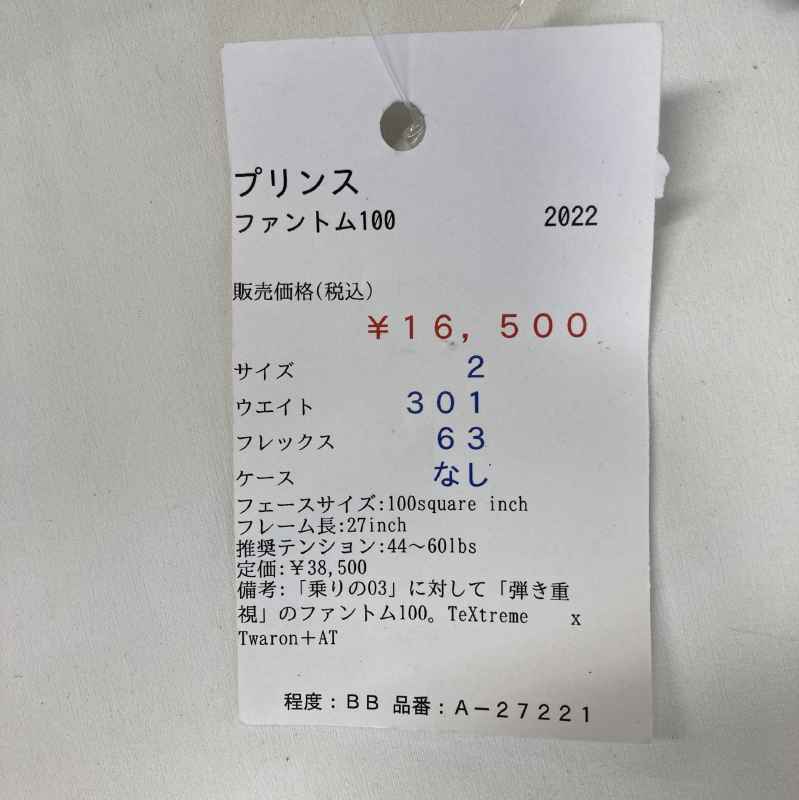 プリンス
ファントム100 2022
販売価格(税込)
¥16,500
サイズ 2
ウエイト 301
フレックス 63
ケース なし
フェースサイズ:100square inch
フレーム長:27inch
推奨テンション:44〜60lbs
定価:¥38,500
備考:「乗りの03」に対して「弾き重
視」のファントム100。TeXtreme x
Twaron+AT
程度:BB 品番:A－27221